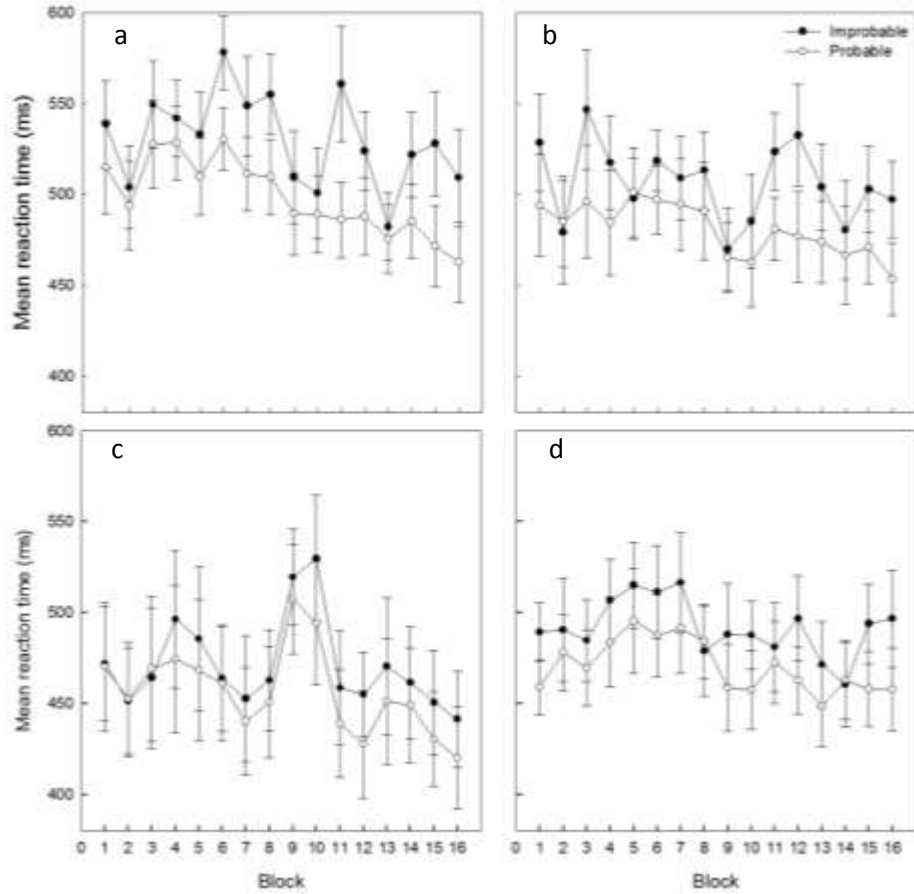 600
a
b
Improbable
Probable
550
500
450
400
Mean reaction time (ms)
600
c
d
550
500
450
400
Mean reaction time (ms)
0 1 2 3 4 5 6 7 8 9 10 11 12 13 14 15 16
0 1 2 3 4 5 6 7 8 9 10 11 12 13 14 15 16
Block
Block